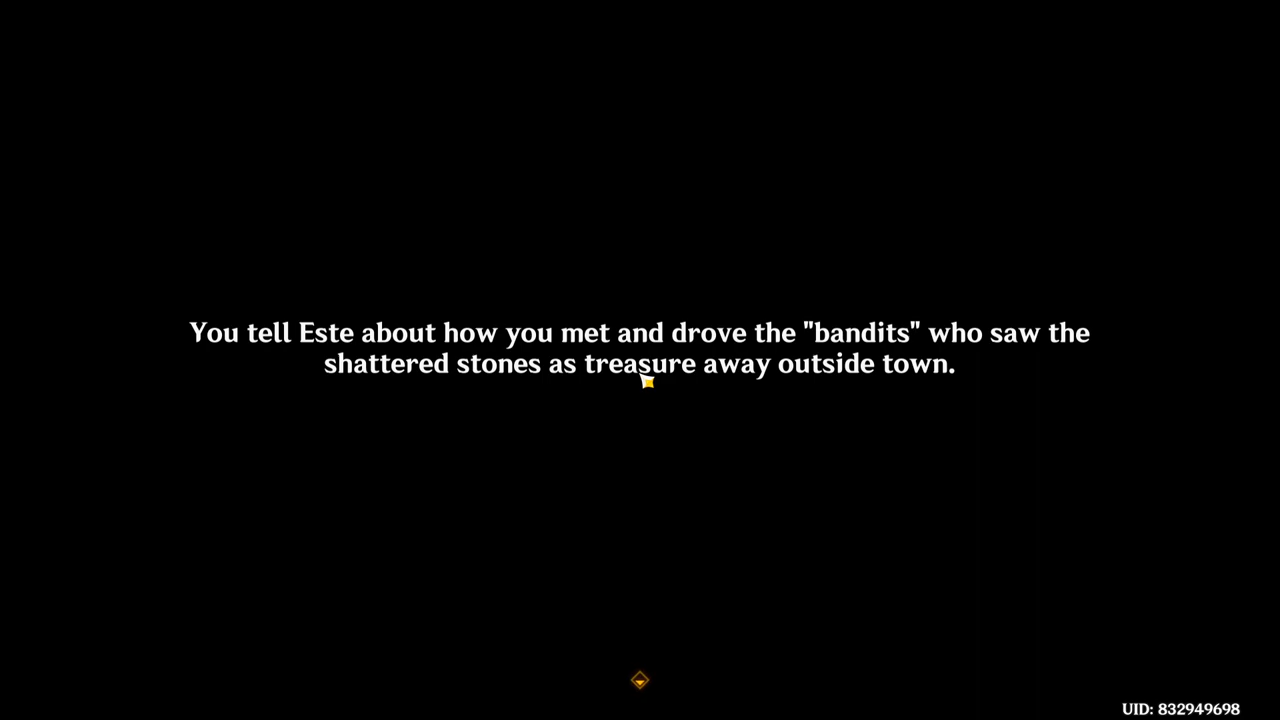 You tell Este about how you met and drove the "bandits" who saw the
shattered stones as treasure away outside town.
UID: 832949698